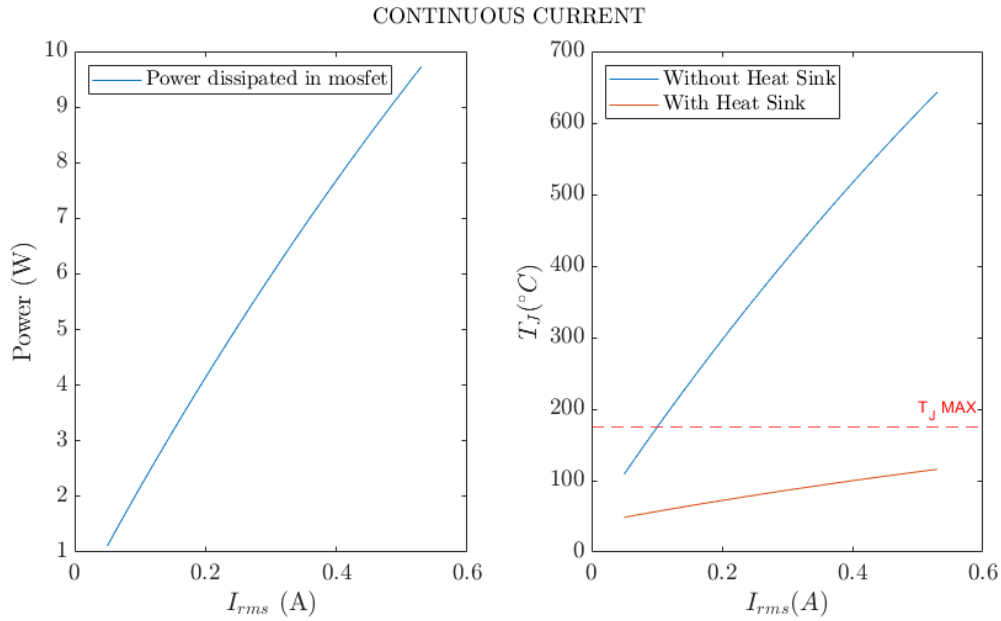 CONTINUOUS CURRENT
Power (W)
10
9
8
7
6
5
4
3
2
1
0
0.2
0.4
0.6
I_rms (A)
Power dissipated in mosfet
T_J(°C)
700
600
500
400
300
200
100
0
0
0.2
0.4
0.6
I_rms(A)
Without Heat Sink
With Heat Sink
T_J MAX